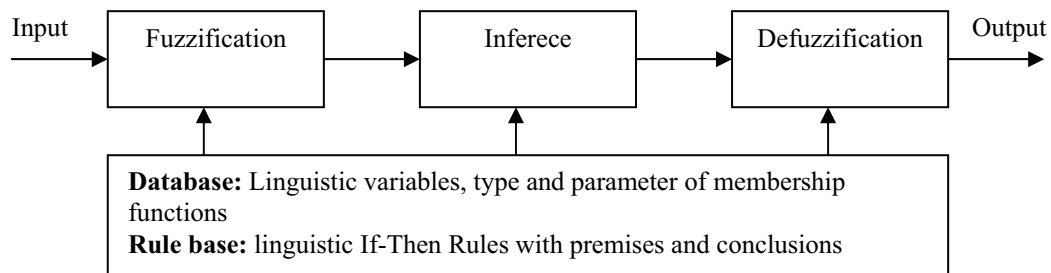 Input
Fuzzification
Inferece
Defuzzification
Output
Database: Linguistic variables, type and parameter of membership
functions
Rule base: linguistic If-Then Rules with premises and conclusions